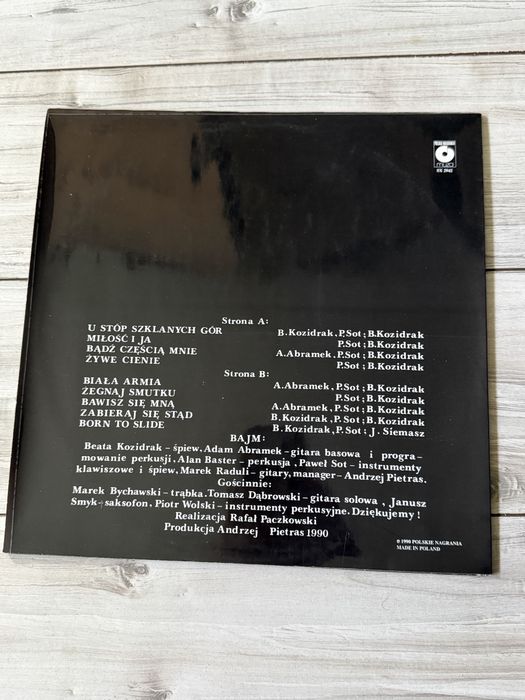 POLSKIE NAGRANIA
muza
Strona A:
U STÓP SZKLANYCH GÓR B. Kozidrak, P. Sot; B. Kozidrak
MIŁOŚĆ I JA P. Sot; B. Kozidrak
BĄDŹ CZĘŚCIĄ MNIE A. Abramek, P. Sot; B. Kozidrak
ŻYWE CIENIE P. Sot; B. Kozidrak
Strona B:
BIAŁA ARMIA A. Abramek, P. Sot; B. Kozidrak
ŻEGNAJ SMUTKU P. Sot; B. Kozidrak
BAWISZ SIĘ MNĄ A. Abramek, P. Sot; B. Kozidrak
ZABIERAJ SIĘ STĄD B. Kozidrak, P. Sot; B. Kozidrak
BORN TO SLIDE B. Kozidrak, P. Sot; J. Siemasz
BAJM:
Beata Kozidrak – śpiew, Adam Abramek – gitara basowa i progra-
mowanie perkusji, Alan Baster – perkusja, Paweł Sot – instrumenty
klawiszowe i śpiew, Marek Raduli – gitary, manager – Andrzej Pietras.
Gościnnie:
Marek Bychawski – trąbka, Tomasz Dąbrowski – gitara solowa, Janusz
Smyk – saksofon, Piotr Wolski – instrumenty perkusyjne. Dziękujemy!
Realizacja Rafał Paczkowski
Produkcja Andrzej Pietras 1990
℗ 1990 POLSKIE NAGRANIA
MADE IN POLAND